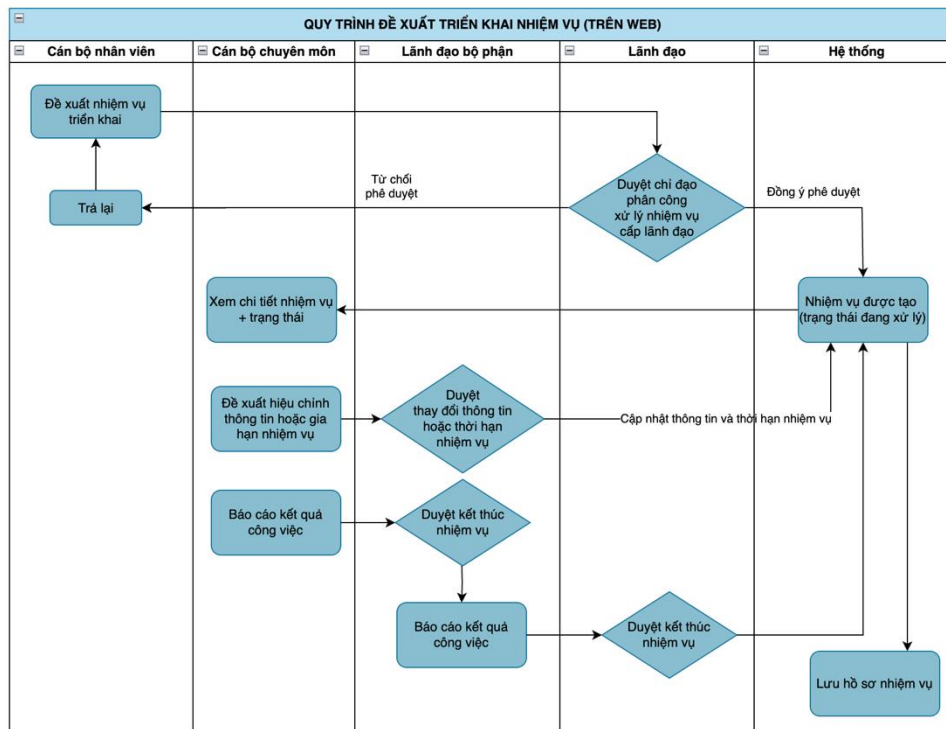 QUY TRÌNH ĐỀ XUẤT TRIỂN KHAI NHIỆM VỤ (TRÊN WEB)
Cán bộ nhân viên
Cán bộ chuyên môn
Lãnh đạo bộ phận
Lãnh đạo
Hệ thống
Đề xuất nhiệm vụ
triển khai
Từ chối
phê duyệt
Duyệt chỉ đạo
phân công
xử lý nhiệm vụ
cấp lãnh đạo
Đồng ý phê duyệt
Trả lại
Xem chi tiết nhiệm vụ
+ trạng thái
Nhiệm vụ được tạo
(trạng thái đang xử lý)
Đề xuất hiệu chỉnh
thông tin hoặc gia
hạn nhiệm vụ
Duyệt
thay đổi thông tin
hoặc thời hạn
nhiệm vụ
Cập nhật thông tin và thời hạn nhiệm vụ
Báo cáo kết quả
công việc
Duyệt kết thúc
nhiệm vụ
Báo cáo kết quả
công việc
Duyệt kết thúc
nhiệm vụ
Lưu hồ sơ nhiệm vụ